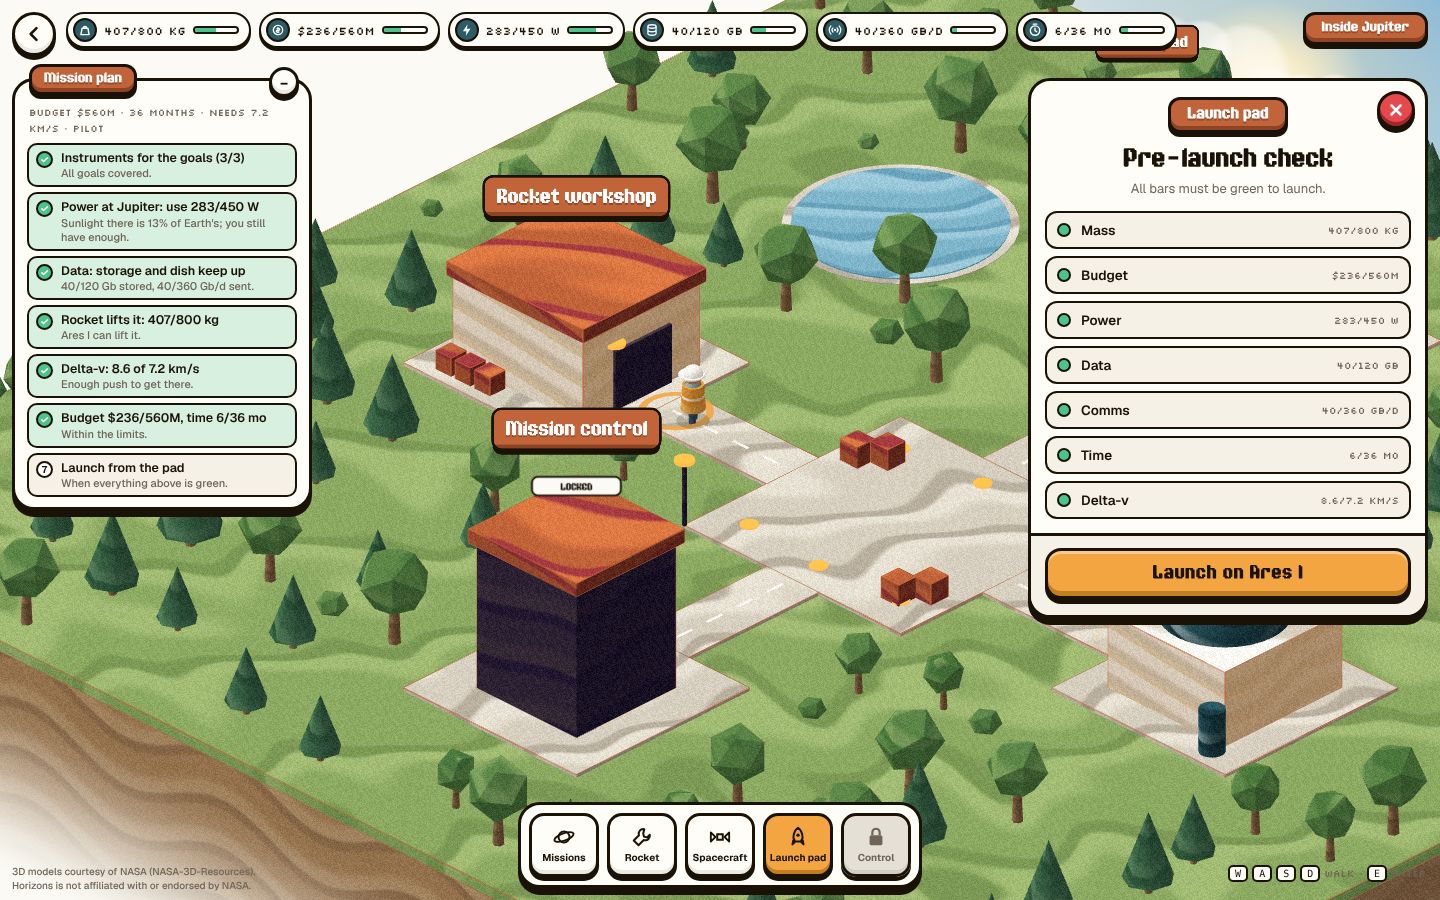 407/800 KG
$236/560M
283/450 W
40/120 GB
40/360 GB/D
6/36 MO
Inside Jupiter
Mission plan
BUDGET $560M · 36 MONTHS · NEEDS 7.2
KM/S · PILOT
Instruments for the goals (3/3)
All goals covered.
Power at Jupiter: use 283/450 W
Sunlight there is 13% of Earth's; you still
have enough.
Data: storage and dish keep up
40/120 Gb stored, 40/360 Gb/d sent.
Rocket lifts it: 407/800 kg
Ares I can lift it.
Delta-v: 8.6 of 7.2 km/s
Enough push to get there.
Budget $236/560M, time 6/36 mo
Within the limits.
7
Launch from the pad
When everything above is green.
Rocket workshop
Mission control
LOCKED
Launch pad
Pre-launch check
All bars must be green to launch.
Mass 407/800 KG
Budget $236/560M
Power 283/450 W
Data 40/120 GB
Comms 40/360 GB/D
Time 6/36 MO
Delta-v 8.6/7.2 KM/S
Launch on Ares I
Missions
Rocket
Spacecraft
Launch pad
Control
3D models courtesy of NASA (NASA-3D-Resources).
Horizons is not affiliated with or endorsed by NASA.
W A S D WALK · E